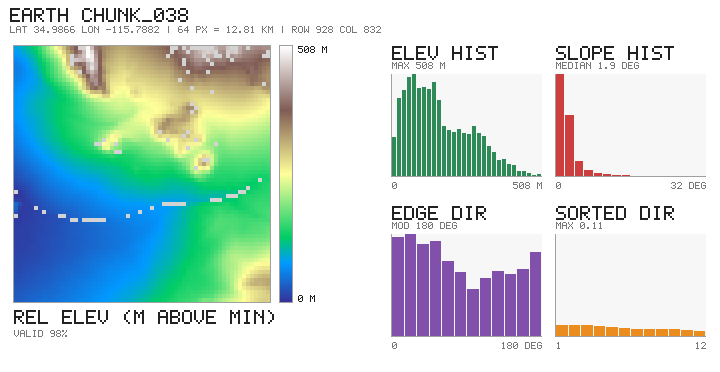 EARTH CHUNK_038
LAT 34.9866 LON -115.7882 | 64 PX = 12.81 KM | ROW 928 COL 832
508 M
0 M
REL ELEV (M ABOVE MIN)
VALID 98%
ELEV HIST
MAX 508 M
0 508 M
SLOPE HIST
MEDIAN 1.9 DEG
0 32 DEG
EDGE DIR
MOD 180 DEG
0 180 DEG
SORTED DIR
MAX 0.11
1 12